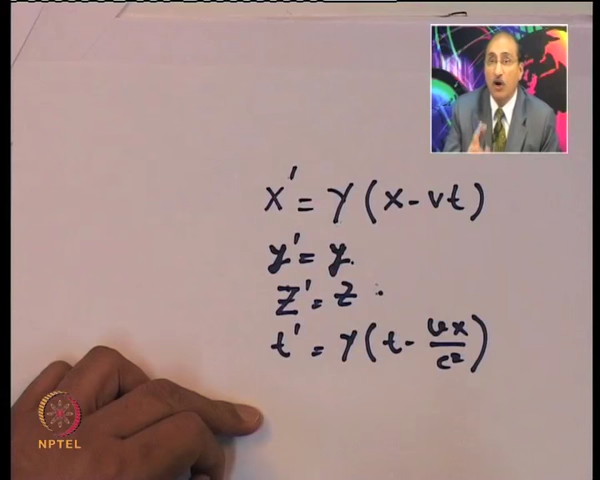 x' = γ(x - vt)
y' = y.
z' = z
t' = γ(t - vx/c²)
NPTEL